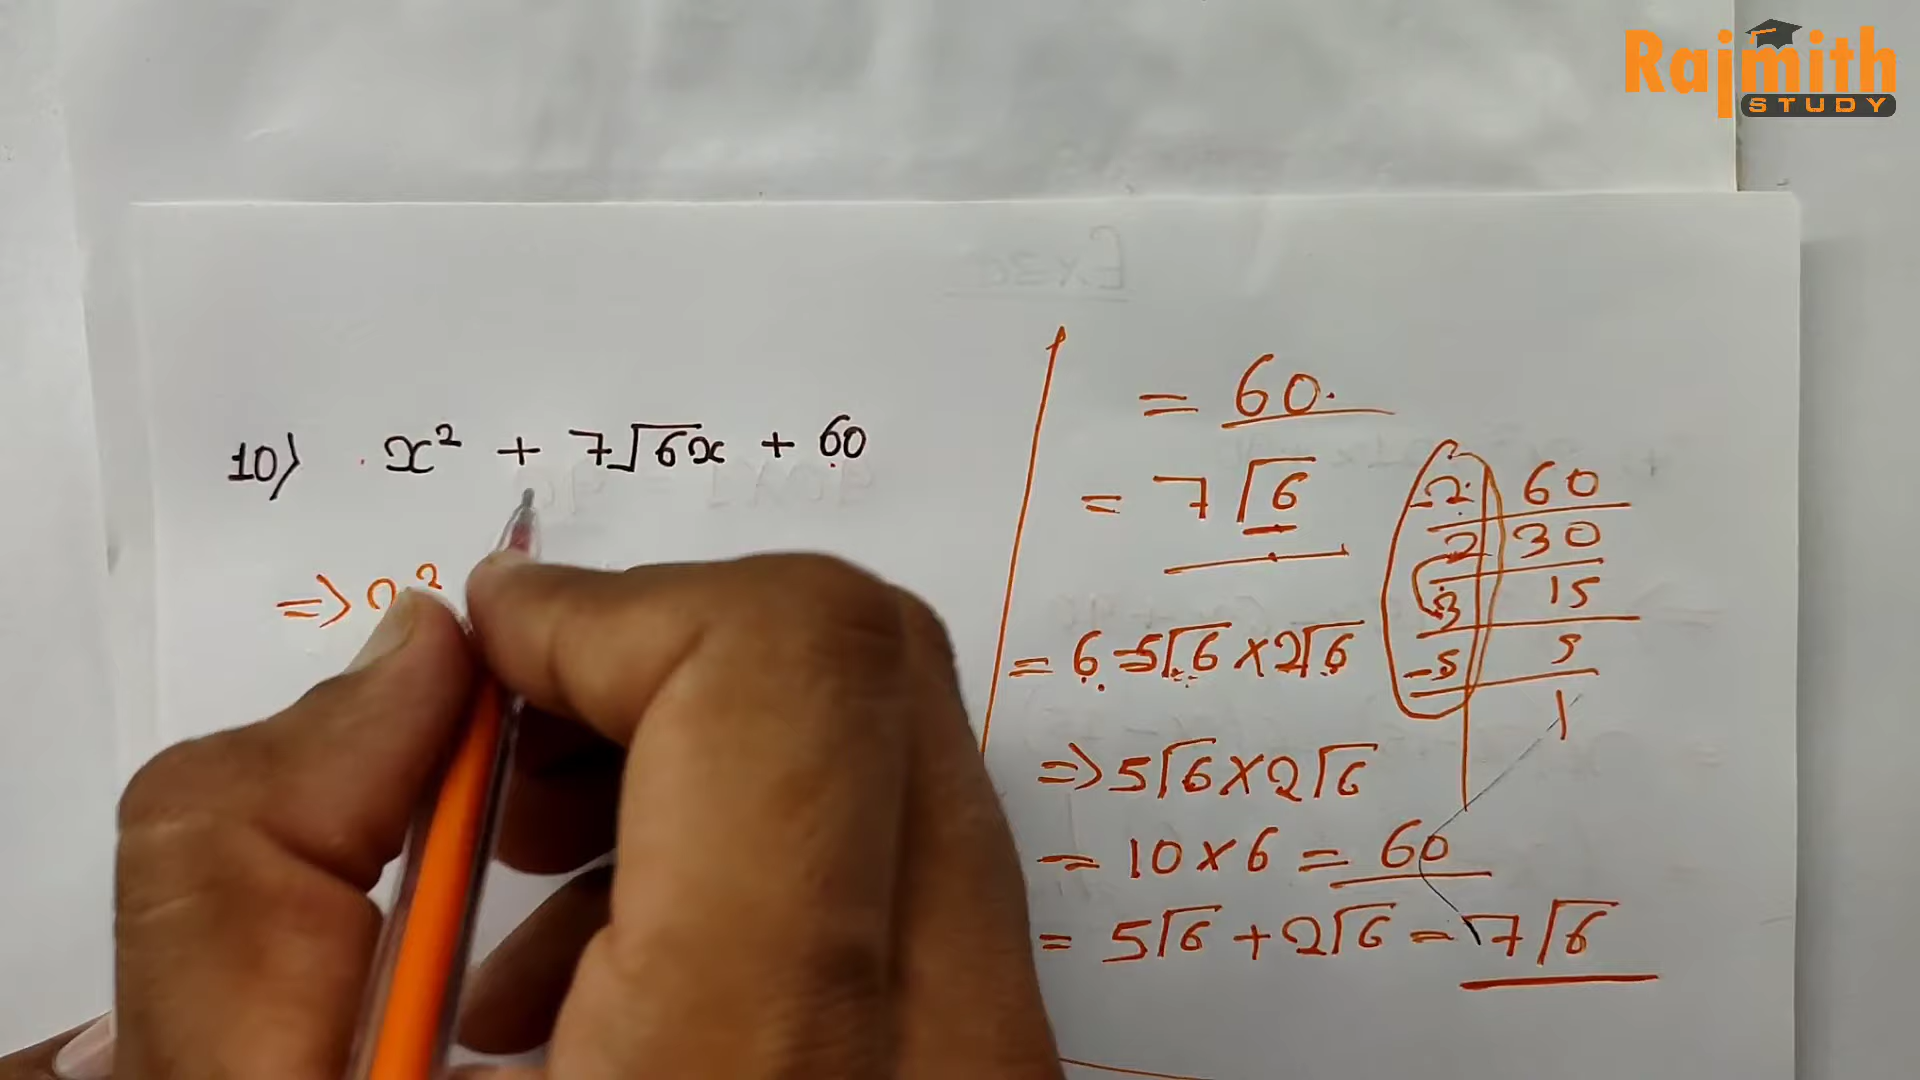 Rajmith
STUDY
10) x² + 7√6x + 60
⇒ x²
= 60.
= 7√6
2 | 60
2 | 30
3 | 15
5 | 5
1
= 6 5√6 × 2√6
⇒ 5√6 × 2√6
= 10 × 6 = 60
= 5√6 + 2√6 = 7√6